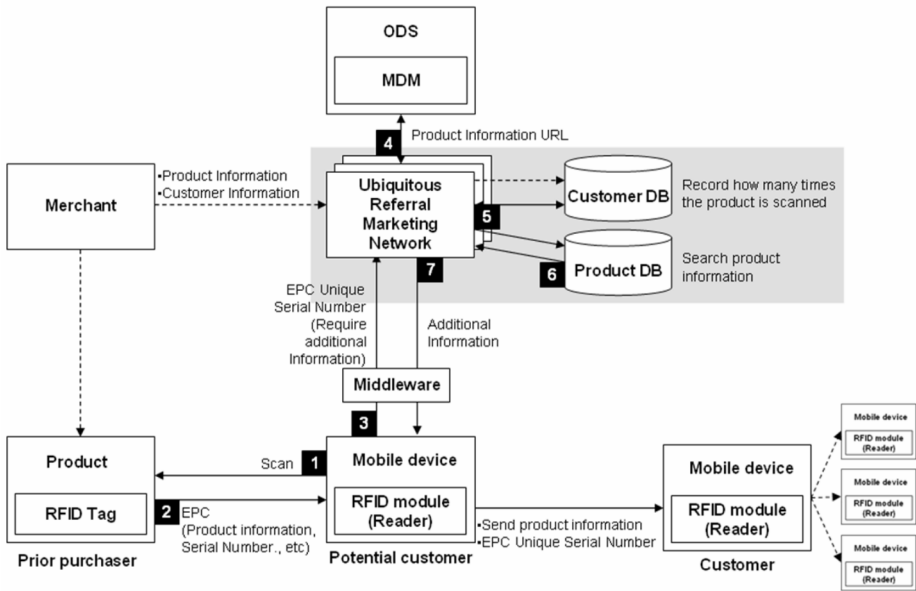 ODS
MDM
4
Product Information URL
Merchant
•Product Information
•Customer Information
Ubiquitous
Referral
Marketing
Network
5
Customer DB
Record how many times
the product is scanned
7
6
Product DB
Search product
information
EPC Unique
Serial Number
(Require
additional
Information)
Additional
Information
Middleware
3
Product
RFID Tag
Prior purchaser
Scan
1
2
EPC
(Product information,
Serial Number., etc)
Mobile device
RFID module
(Reader)
Potential customer
•Send product information
•EPC Unique Serial Number
Mobile device
RFID module
(Reader)
Customer
Mobile device
RFID module
(Reader)
Mobile device
RFID module
(Reader)
Mobile device
RFID module
(Reader)